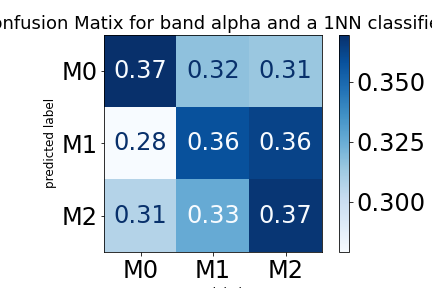 onfusion Matix for band alpha and a 1NN classifie
M0 0.37 0.32 0.31
M1 0.28 0.36 0.36
M2 0.31 0.33 0.37
M0 M1 M2
predicted label
0.350
0.325
0.300